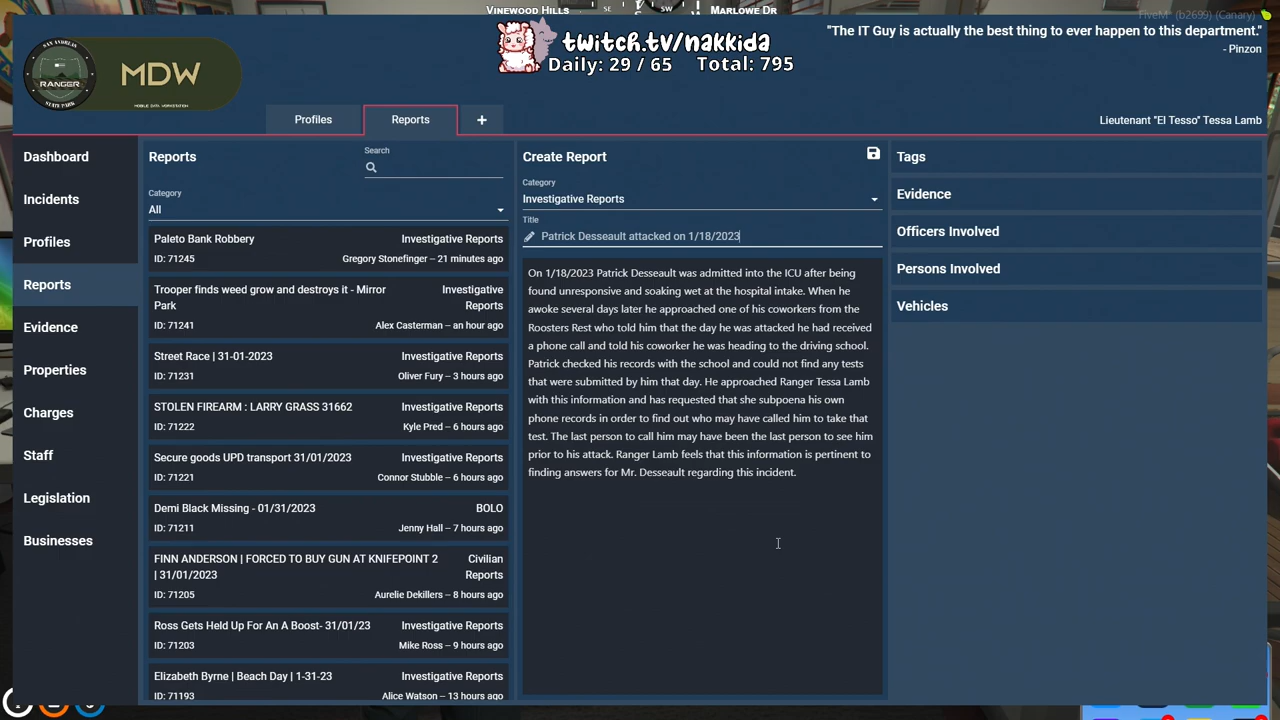 Vinewood Hills
SE
SW
Marlowe Dr
FiveM® (b2699) (Canary)
SAN ANDREAS
RANGER
STATE PARK
MDW
MOBILE DATA WORKSTATION
twitch.tv/nakkida
Daily: 29 / 65 Total: 795
"The IT Guy is actually the best thing to ever happen to this department."
- Pinzon
Profiles
Reports
+
Lieutenant "El Tesso" Tessa Lamb
Dashboard
Incidents
Profiles
Reports
Evidence
Properties
Charges
Staff
Legislation
Businesses
Reports
Search
Category
All
Paleto Bank Robbery
Investigative Reports
ID: 71245
Gregory Stonefinger – 21 minutes ago
Trooper finds weed grow and destroys it - Mirror
Park
Investigative
Reports
ID: 71241
Alex Casterman – an hour ago
Street Race | 31-01-2023
Investigative Reports
ID: 71231
Oliver Fury – 3 hours ago
STOLEN FIREARM : LARRY GRASS 31662
Investigative Reports
ID: 71222
Kyle Pred – 6 hours ago
Secure goods UPD transport 31/01/2023
Investigative Reports
ID: 71221
Connor Stubble – 6 hours ago
Demi Black Missing - 01/31/2023
BOLO
ID: 71211
Jenny Hall – 7 hours ago
FINN ANDERSON | FORCED TO BUY GUN AT KNIFEPOINT 2
| 31/01/2023
Civilian
Reports
ID: 71205
Aurelie Dekillers – 8 hours ago
Ross Gets Held Up For An A Boost- 31/01/23
Investigative Reports
ID: 71203
Mike Ross – 9 hours ago
Elizabeth Byrne | Beach Day | 1-31-23
Investigative Reports
ID: 71193
Alice Watson – 13 hours ago
Create Report
Category
Investigative Reports
Title
Patrick Desseault attacked on 1/18/2023
On 1/18/2023 Patrick Desseault was admitted into the ICU after being
found unresponsive and soaking wet at the hospital intake. When he
awoke several days later he approached one of his coworkers from the
Roosters Rest who told him that the day he was attacked he had received
a phone call and told his coworker he was heading to the driving school.
Patrick checked his records with the school and could not find any tests
that were submitted by him that day. He approached Ranger Tessa Lamb
with this information and has requested that she subpoena his own
phone records in order to find out who may have called him to take that
test. The last person to call him may have been the last person to see him
prior to his attack. Ranger Lamb feels that this information is pertinent to
finding answers for Mr. Desseault regarding this incident.
Tags
Evidence
Officers Involved
Persons Involved
Vehicles